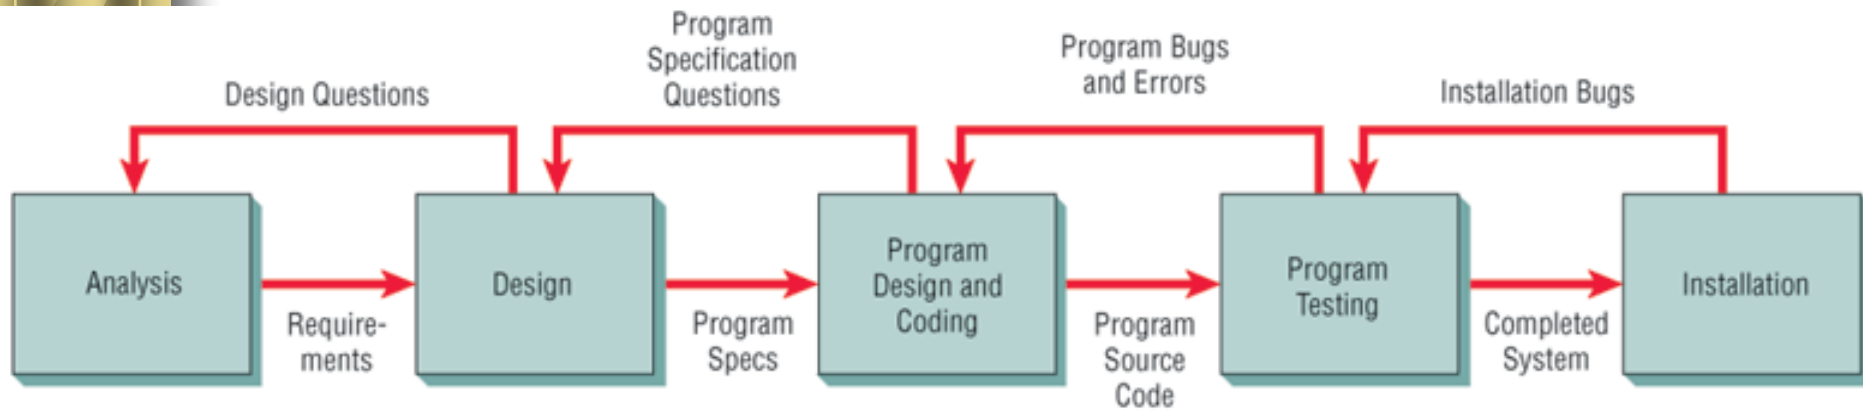 Design Questions
Program
Specification
Questions
Program Bugs
and Errors
Installation Bugs
Analysis
Require-
ments
Design
Program
Specs
Program
Design and
Coding
Program
Source
Code
Program
Testing
Completed
System
Installation